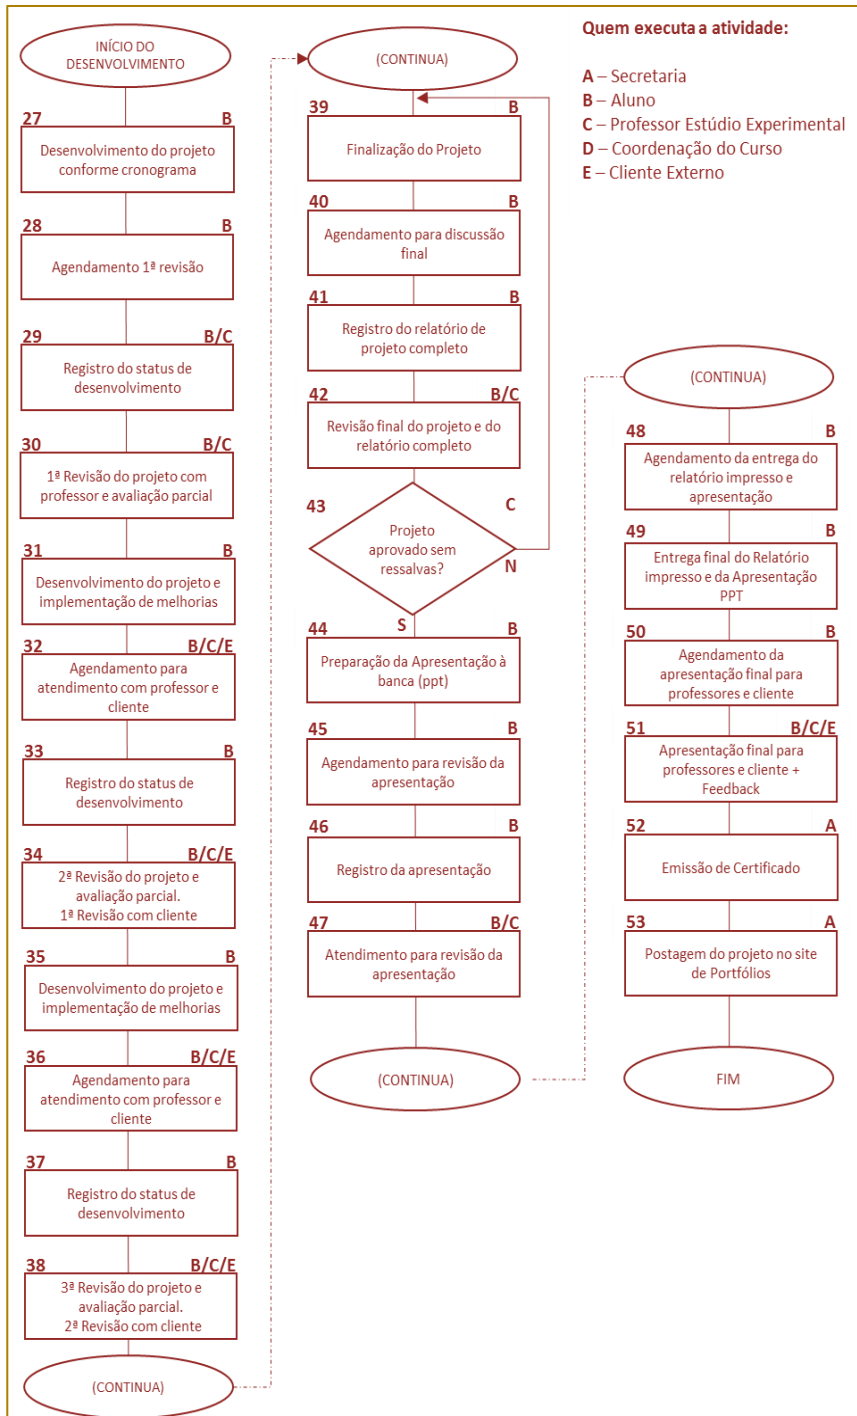 INÍCIO DO
DESENVOLVIMENTO
27 B
Desenvolvimento do projeto
conforme cronograma
28 B
Agendamento 1ª revisão
29 B/C
Registro do status de
desenvolvimento
30 B/C
1ª Revisão do projeto com
professor e avaliação parcial
31 B
Desenvolvimento do projeto e
implementação de melhorias
32 B/C/E
Agendamento para
atendimento com professor e
cliente
33 B
Registro do status de
desenvolvimento
34 B/C/E
2ª Revisão do projeto e
avaliação parcial.
1ª Revisão com cliente
35 B
Desenvolvimento do projeto e
implementação de melhorias
36 B/C/E
Agendamento para
atendimento com professor e
cliente
37 B
Registro do status de
desenvolvimento
38 B/C/E
3ª Revisão do projeto e
avaliação parcial.
2ª Revisão com cliente
(CONTINUA)
(CONTINUA)
39 B
Finalização do Projeto
40 B
Agendamento para discussão
final
41 B
Registro do relatório de
projeto completo
42 B/C
Revisão final do projeto e do
relatório completo
43 C
Projeto
aprovado sem
ressalvas?
N
S
44 B
Preparação da Apresentação à
banca (ppt)
45 B
Agendamento para revisão da
apresentação
46 B
Registro da apresentação
47 B/C
Atendimento para revisão da
apresentação
(CONTINUA)
Quem executa a atividade:
A – Secretaria
B – Aluno
C – Professor Estúdio Experimental
D – Coordenação do Curso
E – Cliente Externo
(CONTINUA)
48 B
Agendamento da entrega do
relatório impresso e
apresentação
49 B
Entrega final do Relatório
impresso e da Apresentação
PPT
50 B
Agendamento da
apresentação final para
professores e cliente
51 B/C/E
Apresentação final para
professores e cliente +
Feedback
52 A
Emissão de Certificado
53 A
Postagem do projeto no site
de Portfólios
FIM